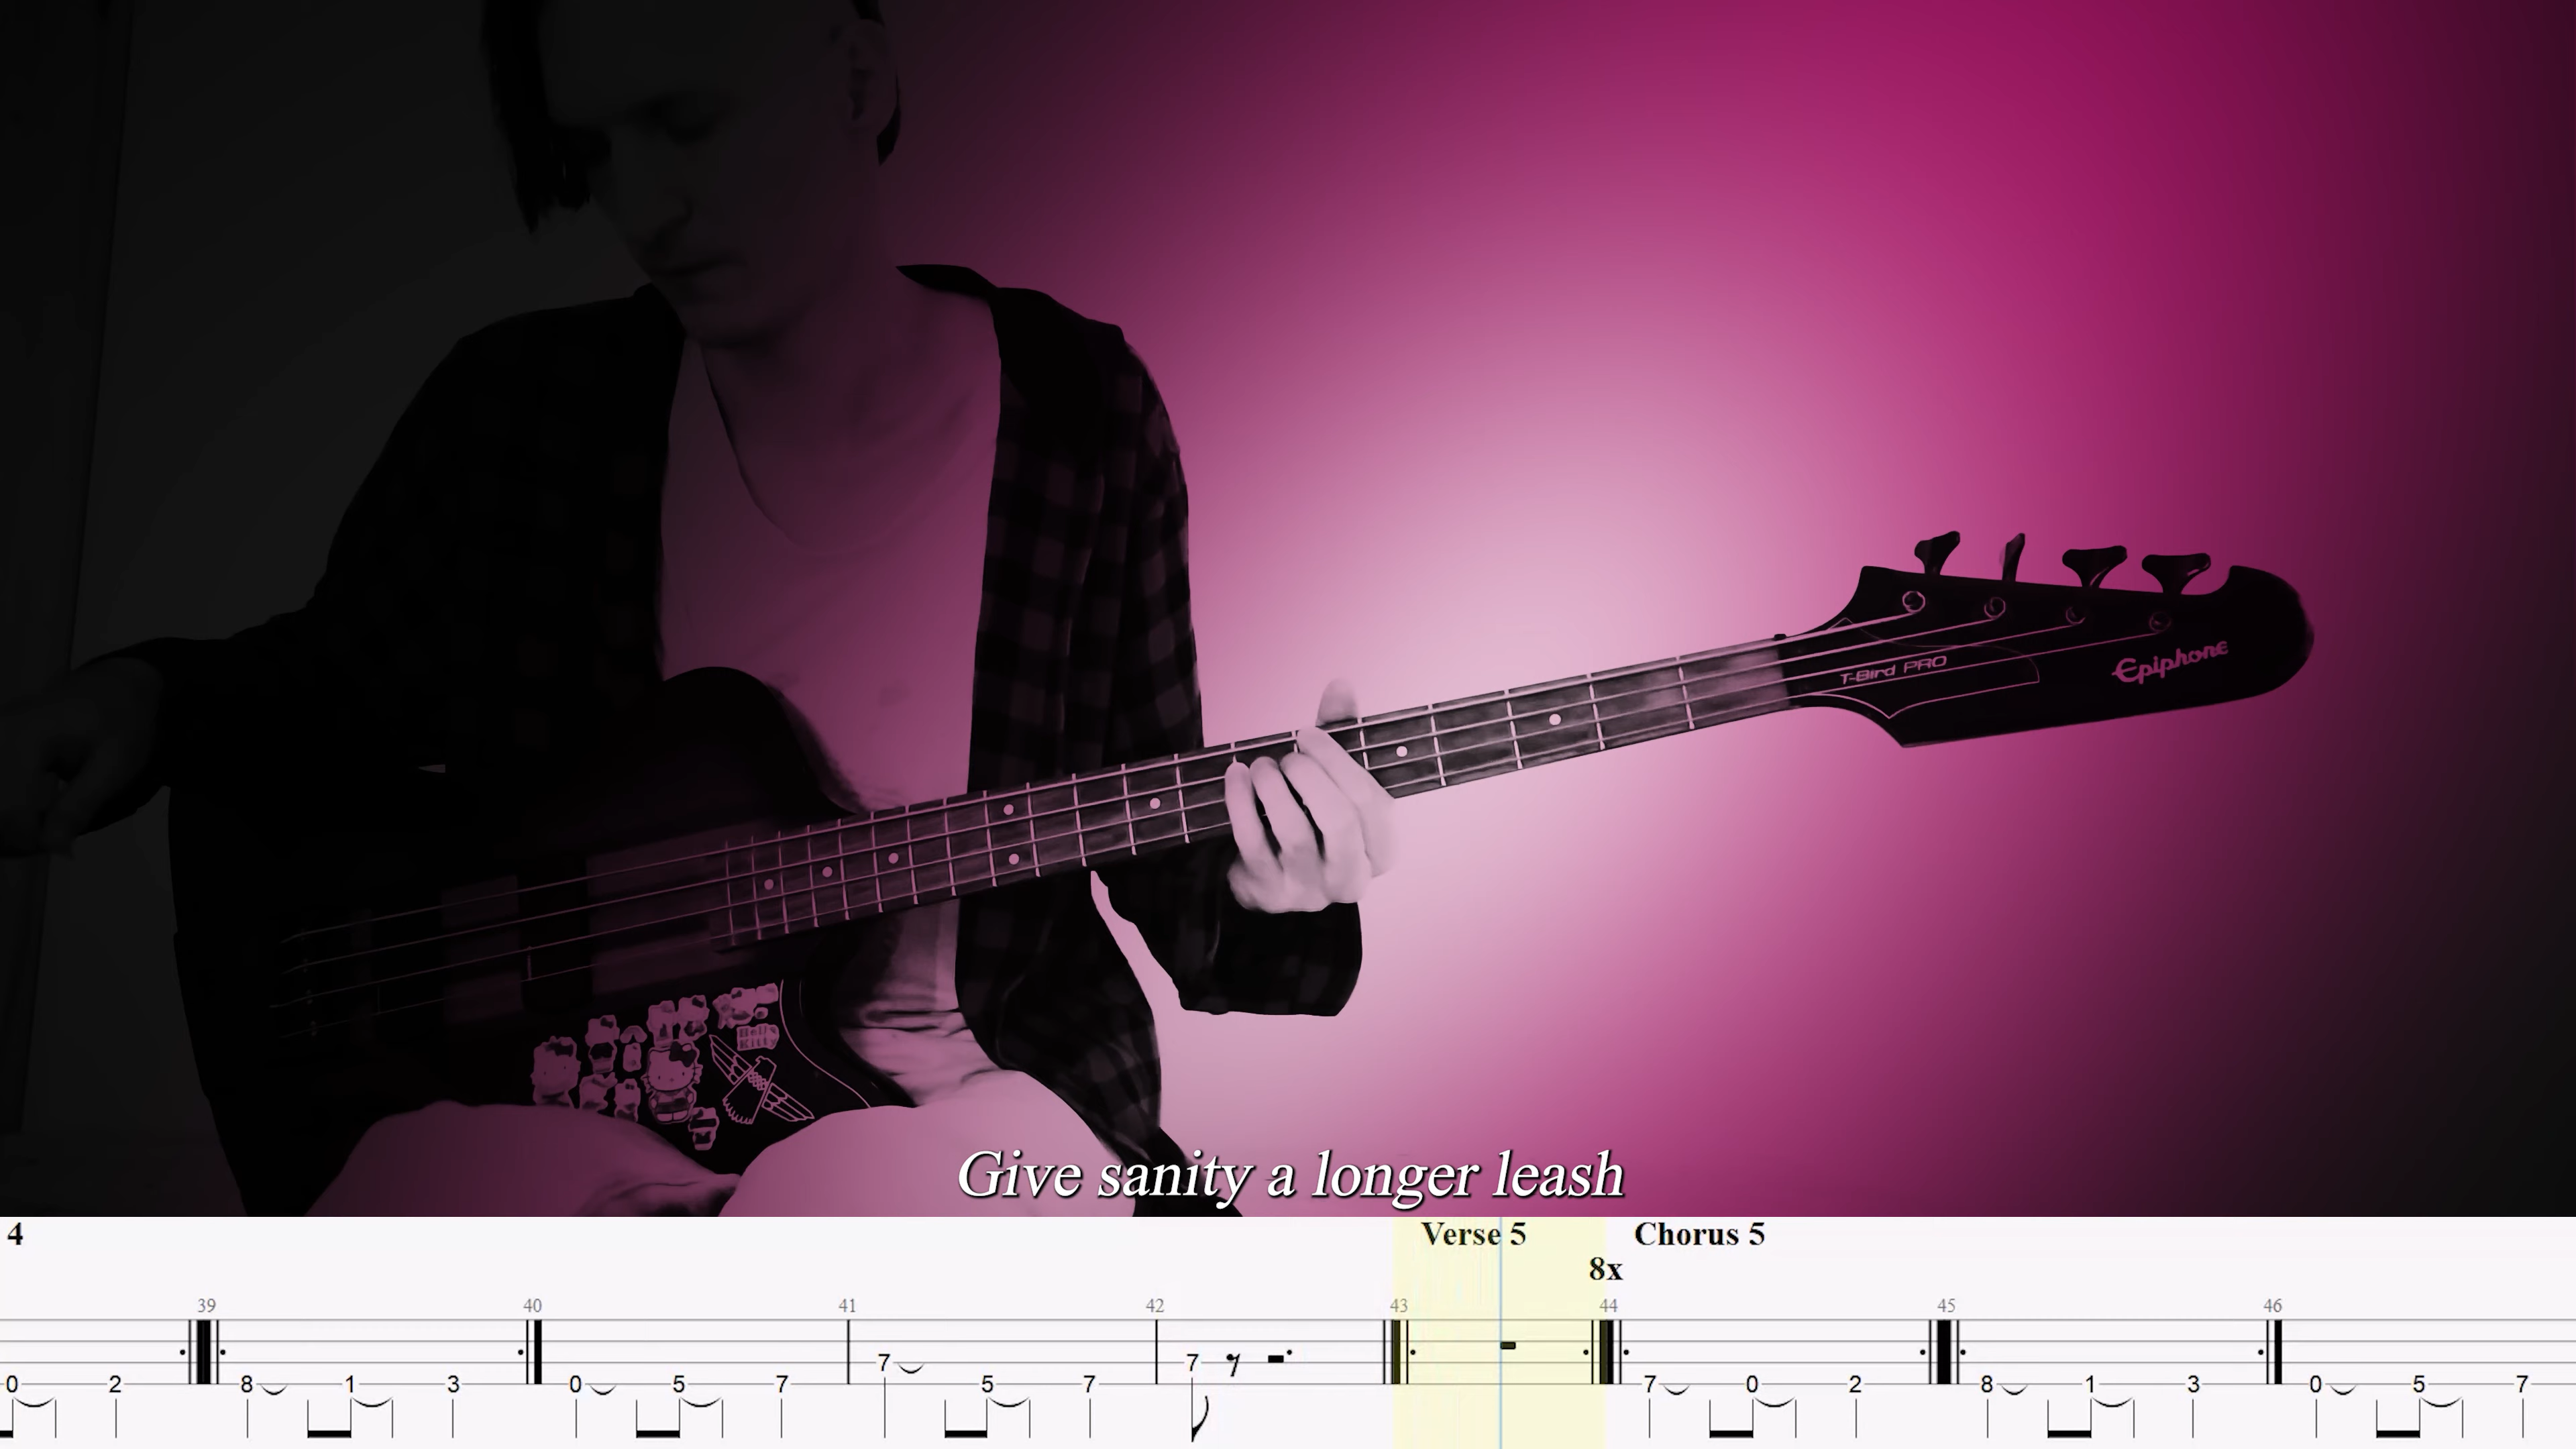 T-Bird PRO
Epiphone
Hello
Kitty
Give sanity a longer leash
4
Verse 5
Chorus 5
8x
39 40 41 42 43 44 45 46
7 7
0 2 8 1 3 0 5 7 5 7 7 0 2 8 1 3 0 5 7